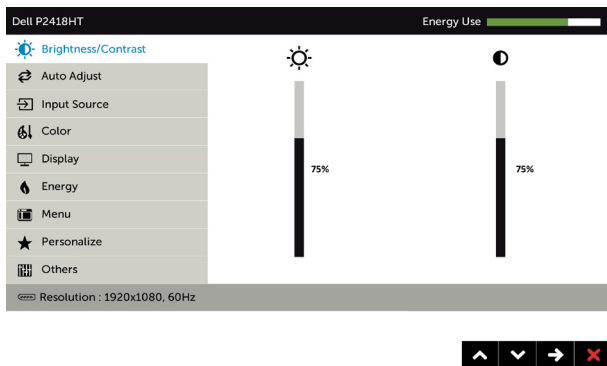 Dell P2418HT
Energy Use
Brightness/Contrast
Auto Adjust
Input Source
Color
Display
Energy
Menu
Personalize
Others
75%
75%
Resolution : 1920x1080, 60Hz